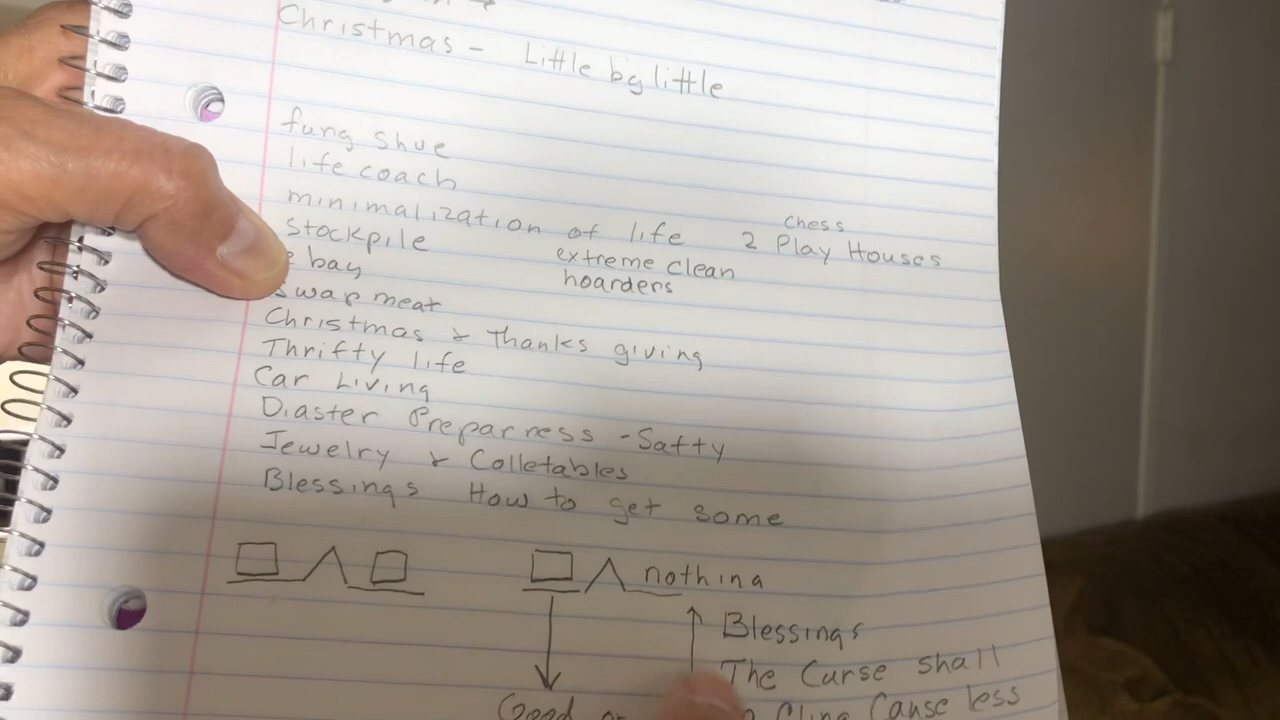 Christmas - Little by little
fung shue
life coach
minimalization of life
Chess
2 Play Houses
Stockpile
extreme clean
hoarders
bay
Swap meat
Christmas & thanks giving
Thrifty life
Car Living
Diaster Preparness - Safty
Jewelry & Colletables
Blessings How to get some
nothing
Blessings
The Curse shall
Good
Cling Cause less